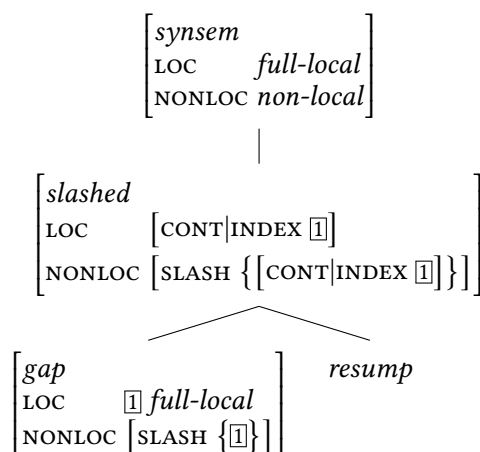 synsem
LOC full-local
NONLOC non-local
slashed
LOC [CONT|INDEX 1]
NONLOC [SLASH {[CONT|INDEX 1]}]
gap resump
LOC 1 full-local
NONLOC [SLASH {1}]